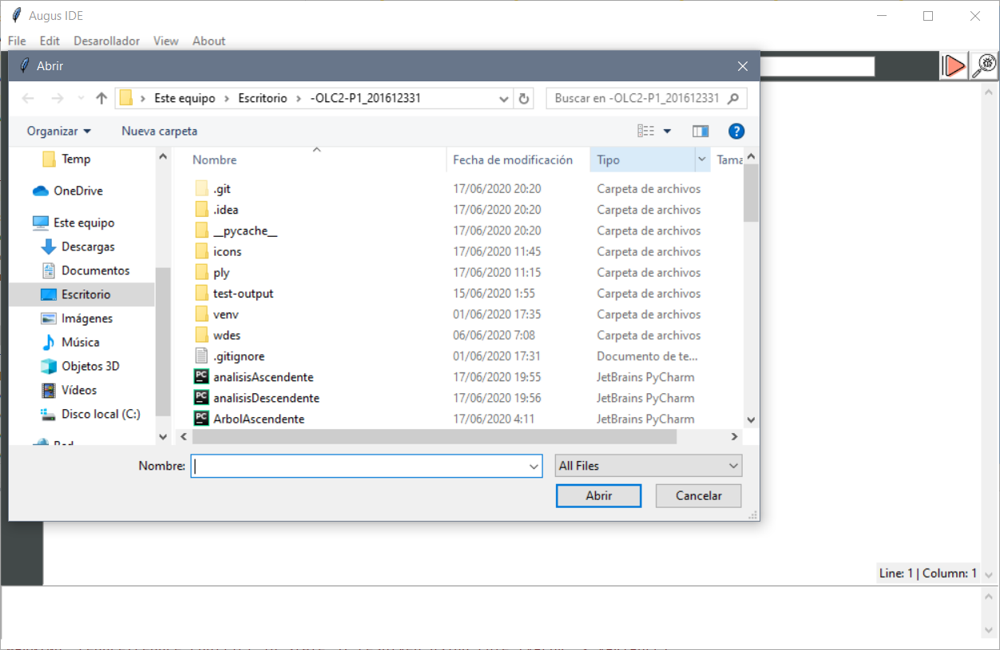 Augus IDE
File Edit Desarollador View About
Abrir
Este equipo > Escritorio > -OLC2-P1_201612331
Buscar en -OLC2-P1_201612331
Organizar Nueva carpeta
Temp
OneDrive
Este equipo
Descargas
Documentos
Escritorio
Imágenes
Música
Objetos 3D
Vídeos
Disco local (C:)
Nombre Fecha de modificación Tipo Tama
.git 17/06/2020 20:20 Carpeta de archivos
.idea 17/06/2020 20:20 Carpeta de archivos
__pycache__ 17/06/2020 20:20 Carpeta de archivos
icons 17/06/2020 11:45 Carpeta de archivos
ply 17/06/2020 11:15 Carpeta de archivos
test-output 15/06/2020 1:55 Carpeta de archivos
venv 01/06/2020 17:35 Carpeta de archivos
wdes 06/06/2020 7:08 Carpeta de archivos
.gitignore 01/06/2020 17:31 Documento de te...
PC analisisAscendente 17/06/2020 19:55 JetBrains PyCharm
PC analisisDescendente 17/06/2020 19:56 JetBrains PyCharm
PC ArbolAscendente 17/06/2020 4:11 JetBrains PyCharm
Nombre: All Files
Abrir Cancelar
Line: 1 | Column: 1